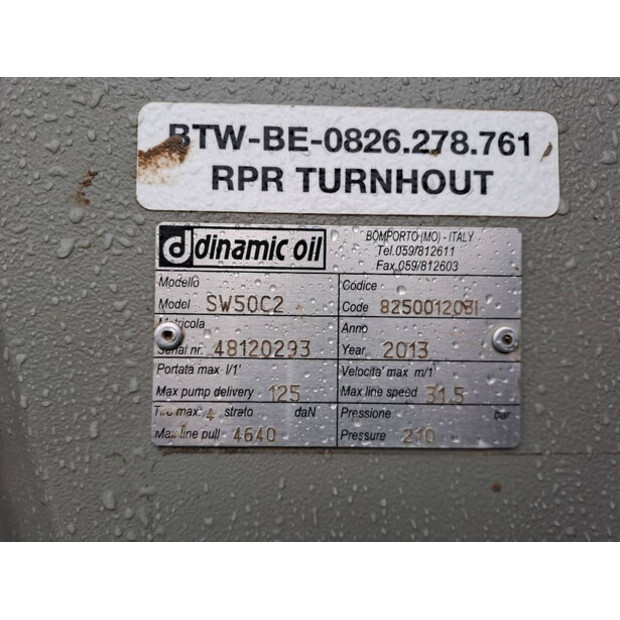 BTW-BE-0826.278.761
RPR TURNHOUT
dinamic oil
BOMPORTO (MO) - ITALY
Tel.059/812611
Fax.059/812603
Modello
Model SW50C2
Codice
Code
Matricola
Serial nr. 48120293
Anno
Year 2013
Portata max l/1'
Max pump delivery 125
Velocita' max m/1'
Max line speed 31.5
Tiro max. 4 strato daN
Max line pull 4640
Pressione bar
Pressure 210